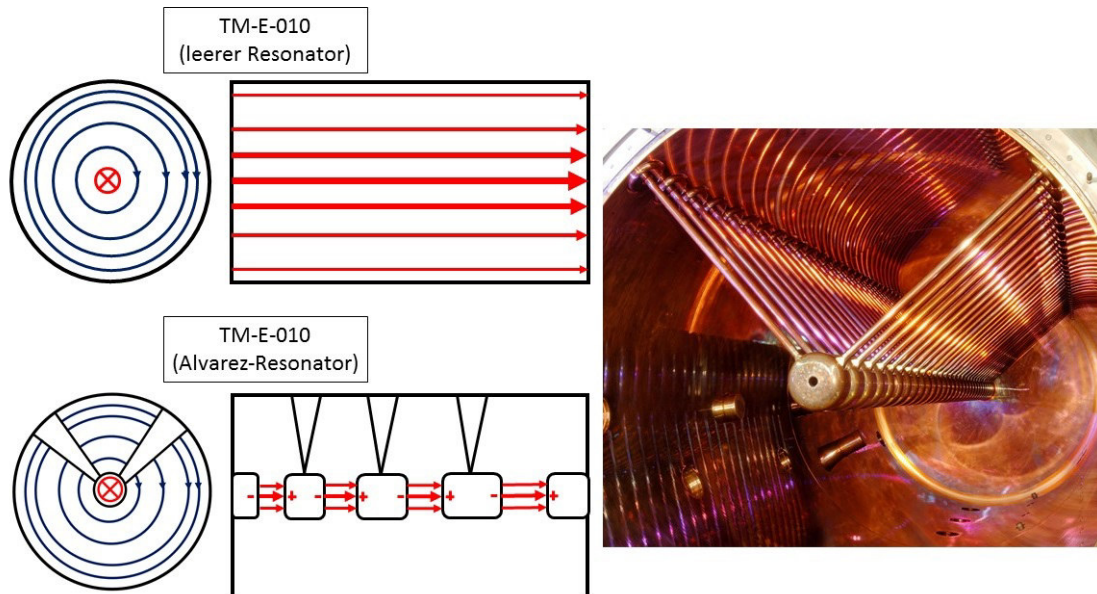 TM-E-010
(leerer Resonator)
TM-E-010
(Alvarez-Resonator)
- + - + - + - +